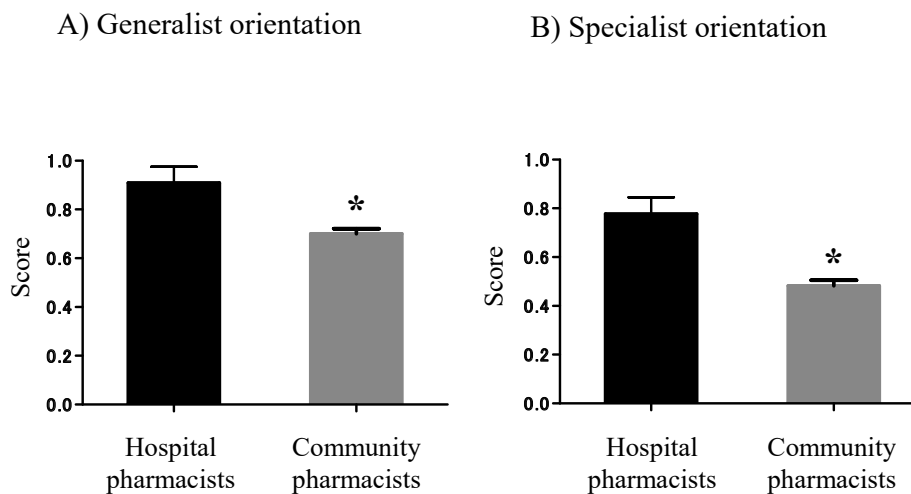 A) Generalist orientation
1.0
0.8
0.6
0.4
0.2
0.0
Score
*
Hospital
pharmacists
Community
pharmacists
B) Specialist orientation
1.0
0.8
0.6
0.4
0.2
0.0
Score
*
Hospital
pharmacists
Community
pharmacists